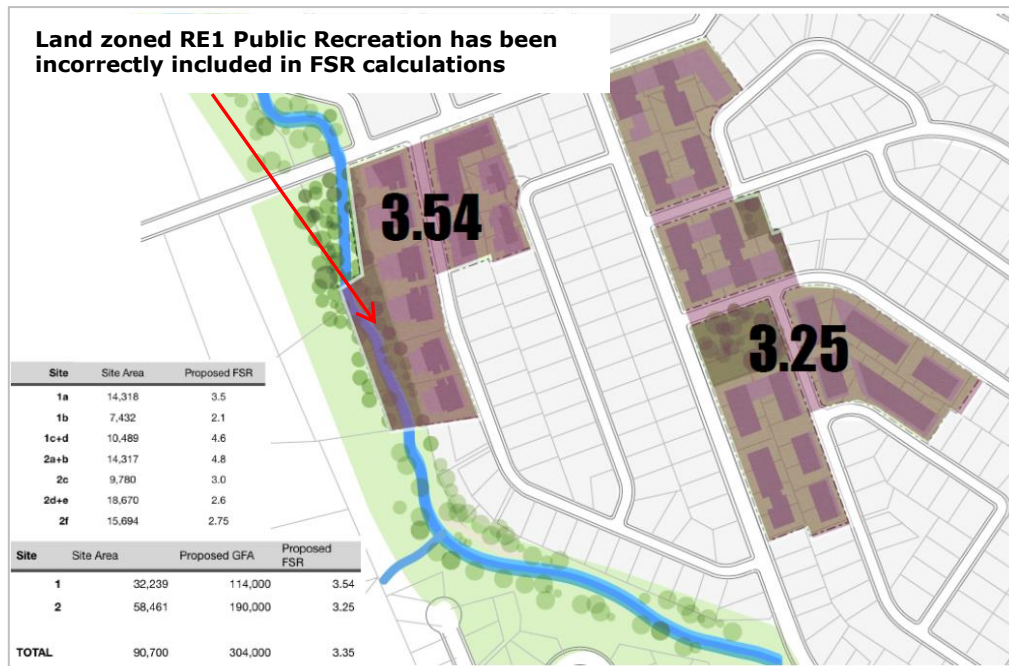 Land zoned RE1 Public Recreation has been
incorrectly included in FSR calculations
3.54
3.25
Site Site Area Proposed FSR
1a 14,318 3.5
1b 7,432 2.1
1c+d 10,489 4.6
2a+b 14,317 4.8
2c 9,780 3.0
2d+e 18,670 2.6
2f 15,694 2.75
Site Site Area Proposed GFA Proposed
FSR
1 32,239 114,000 3.54
2 58,461 190,000 3.25
TOTAL 90,700 304,000 3.35